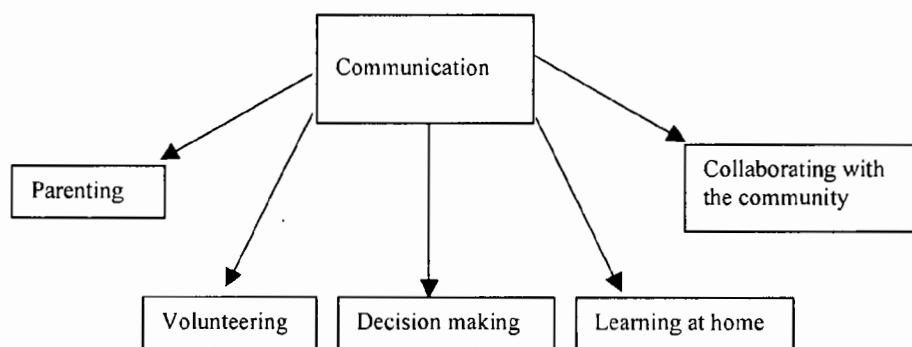 Communication
Parenting
Collaborating with
the community
Volunteering
Decision making
Learning at home